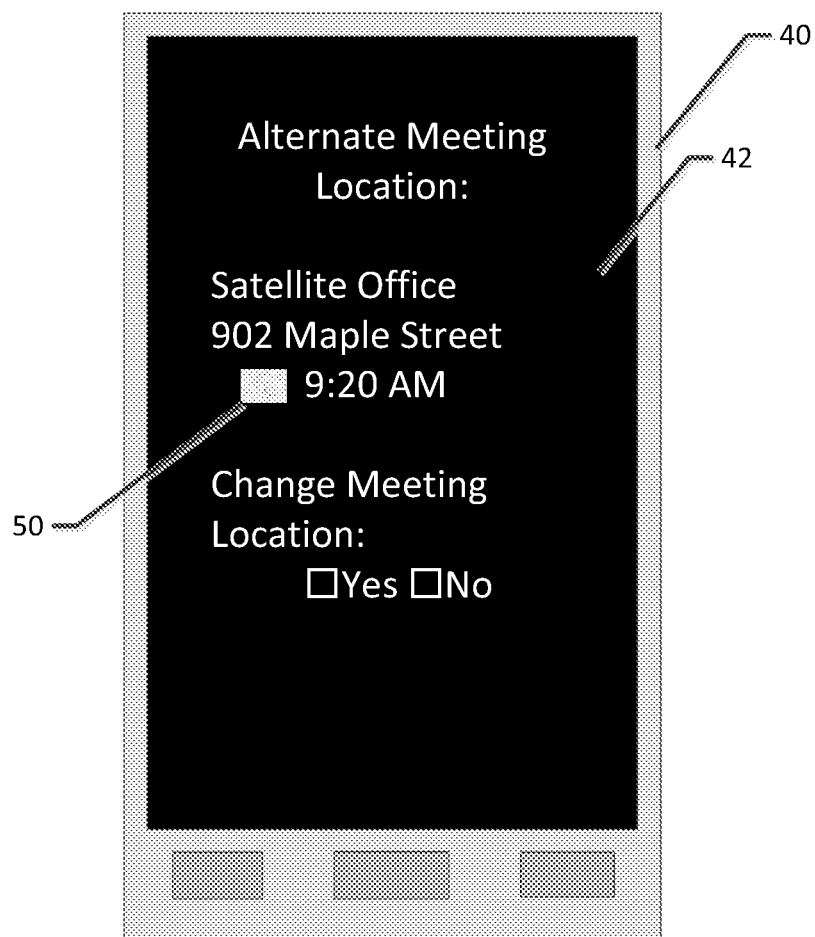 40
Alternate Meeting
Location:
42
Satellite Office
902 Maple Street
9:20 AM
Change Meeting
Location:
50
☐Yes ☐No